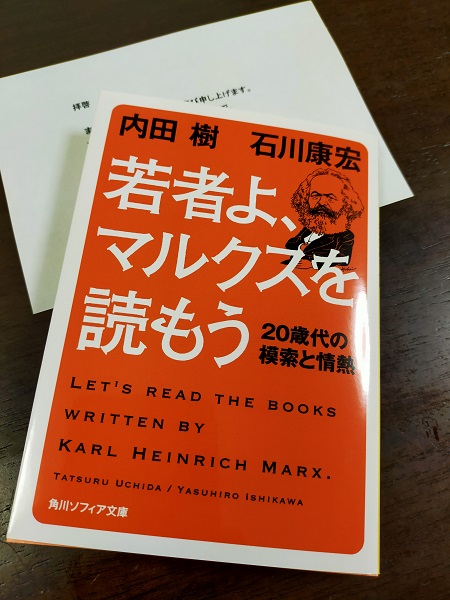 拝啓
申し上げます。
内田 樹 石川康宏
若者よ、
マルクスを
読もう
20歳代の
模索と情熱
LET'S READ THE BOOKS
WRITTEN BY
KARL HEINRICH MARX.
TATSURU UCHIDA / YASUHIRO ISHIKAWA
角川ソフィア文庫